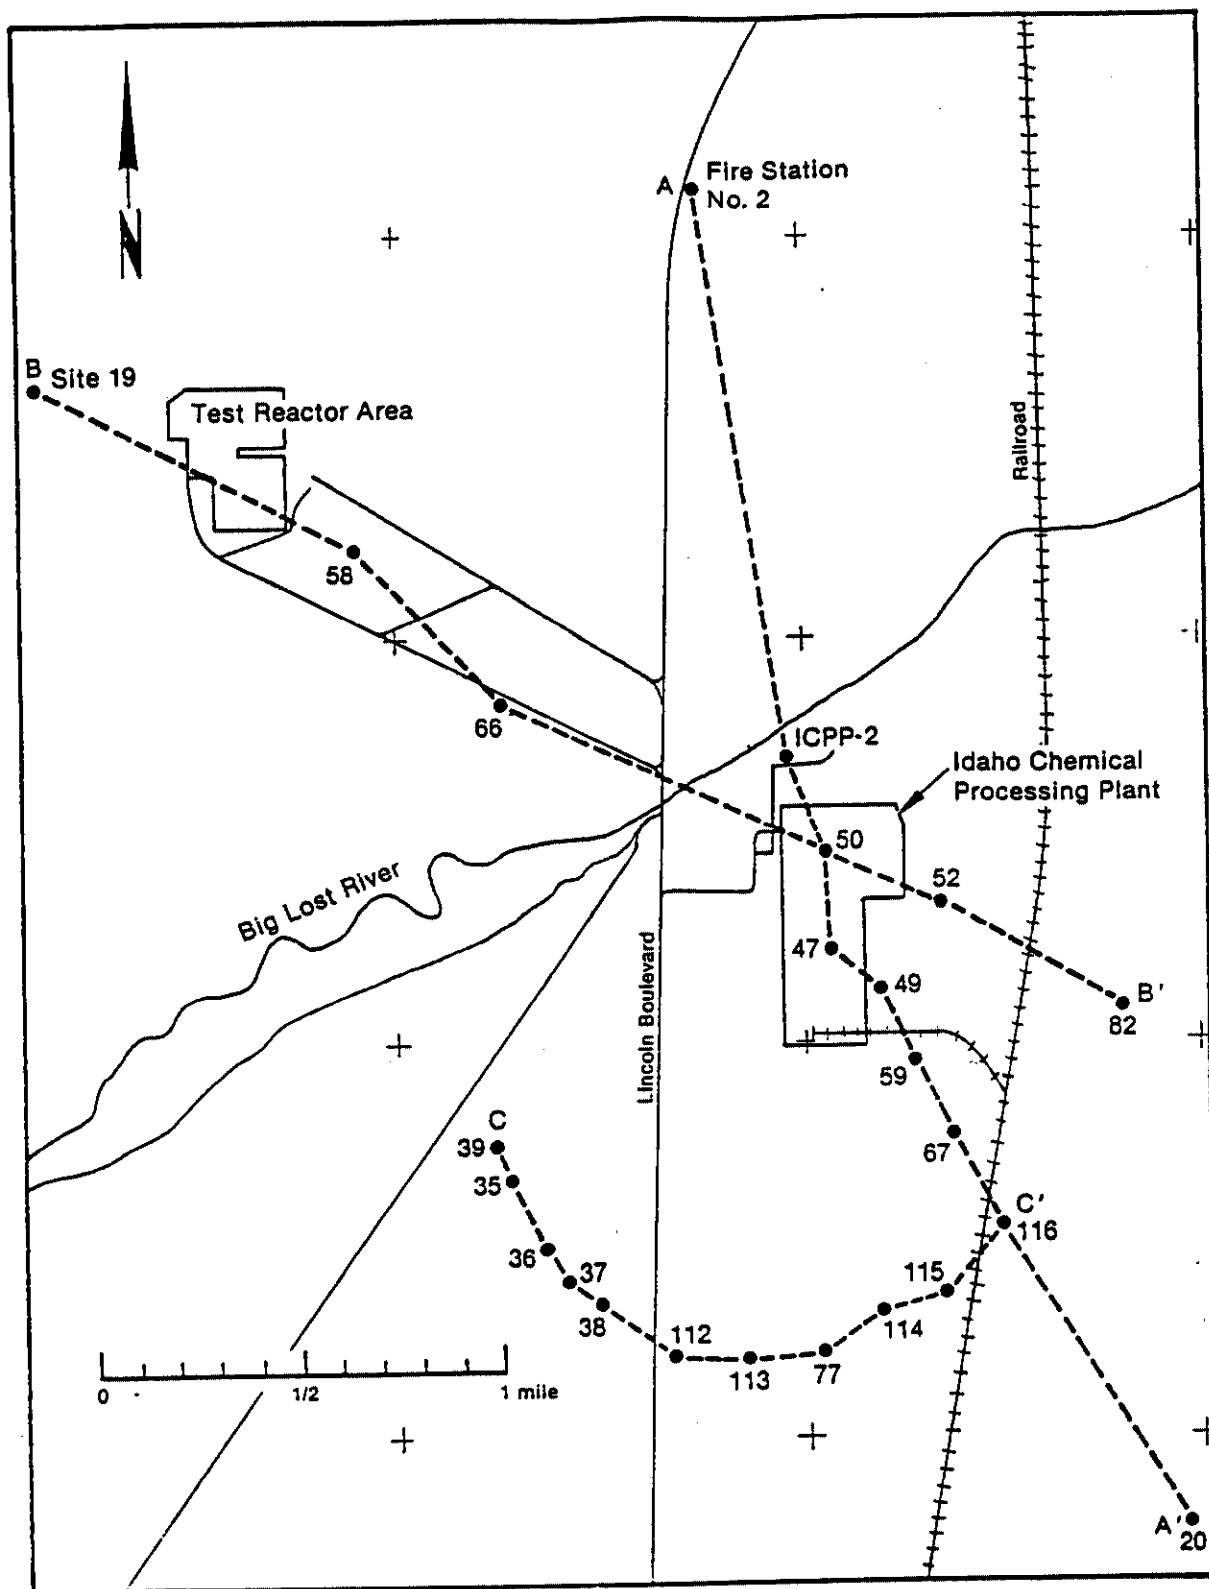 A
Fire Station
No. 2
N
B
Site 19
Test Reactor Area
Railroad
58
66
ICPP-2
Idaho Chemical
Processing Plant
50
52
Big Lost River
47
49
B'
82
Lincoln Boulevard
59
C
39
67
35
C'
116
36
37
115
38
114
112
113
77
0
1/2
1 mile
A'
20